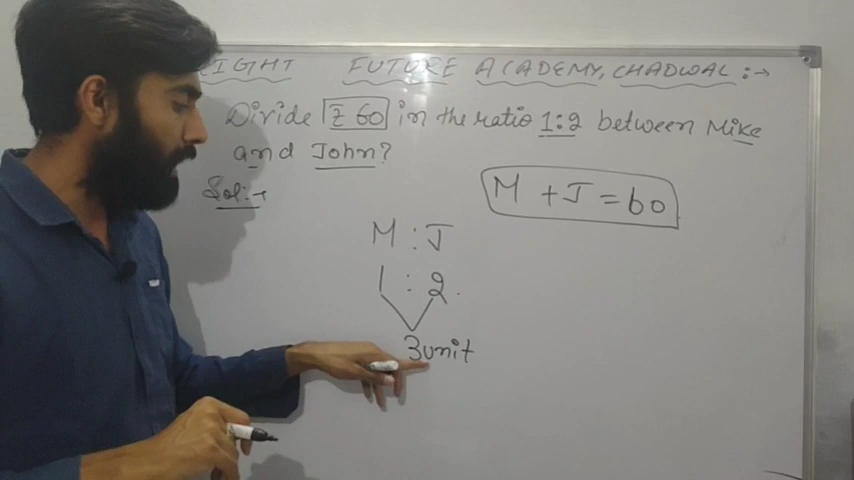 RIGHT FUTURE ACADEMY, CHADWAL :→
Divide ₹ 60 in the ratio 1:2 between Mike
and John?
Sol:→
M + J = 60
M : J
1 : 2
3unit